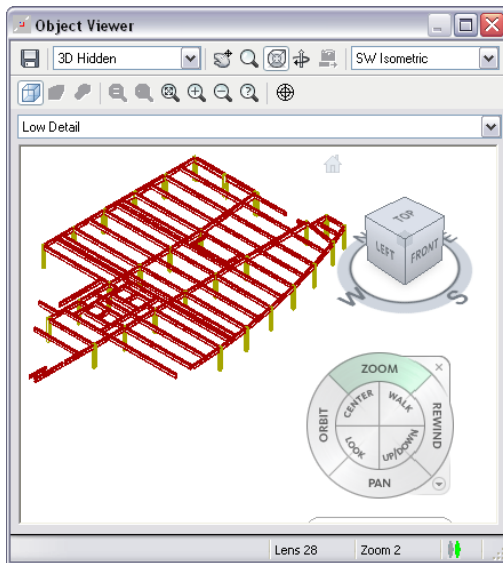 Object Viewer
3D Hidden
SW Isometric
Low Detail
TOP
LEFT
FRONT
W
S
ZOOM
CENTER
WALK
ORBIT
REWIND
LOOK
UP/DOWN
PAN
Lens 28
Zoom 2